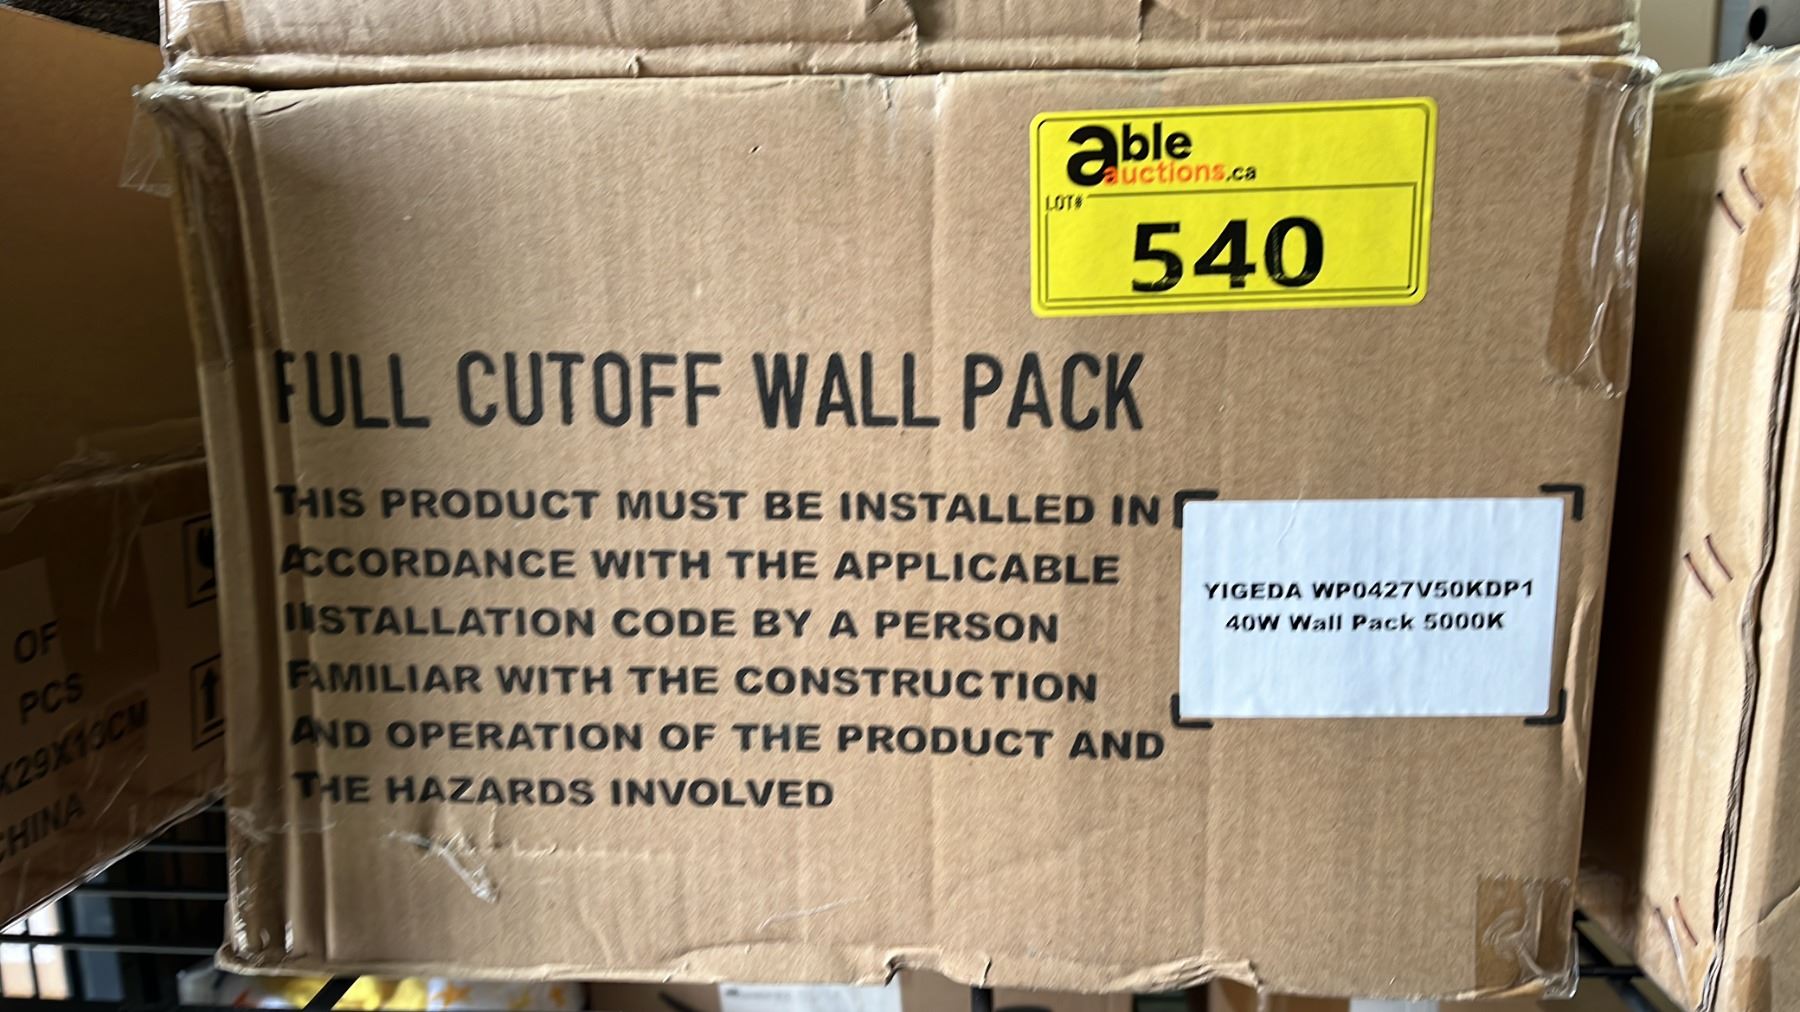 able
auctions.ca
LOT#
540
FULL CUTOFF WALL PACK
THIS PRODUCT MUST BE INSTALLED IN
ACCORDANCE WITH THE APPLICABLE
INSTALLATION CODE BY A PERSON
FAMILIAR WITH THE CONSTRUCTION
AND OPERATION OF THE PRODUCT AND
THE HAZARDS INVOLVED
YIGEDA WP0427V50KDP1
40W Wall Pack 5000K
OF
PCS
CHINA